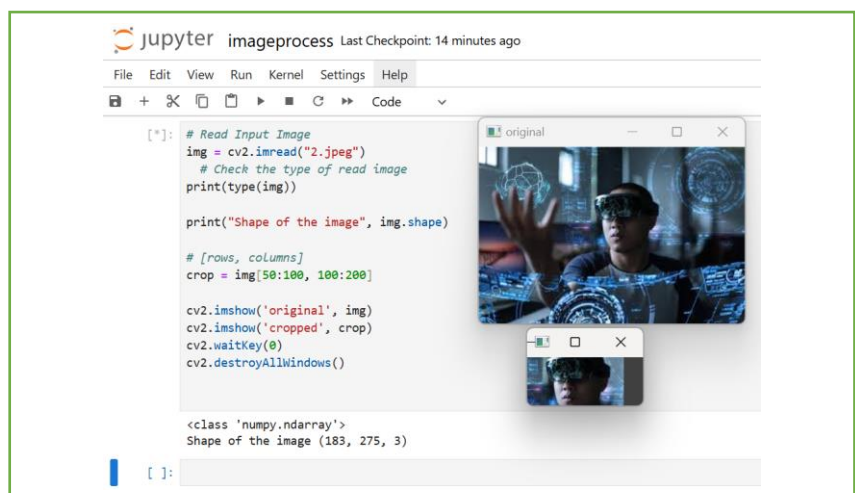 jupyter imageprocess Last Checkpoint: 14 minutes ago
File Edit View Run Kernel Settings Help
Code
[*]: # Read Input Image
img = cv2.imread("2.jpeg")
# Check the type of read image
print(type(img))
print("Shape of the image", img.shape)
# [rows, columns]
crop = img[50:100, 100:200]
cv2.imshow('original', img)
cv2.imshow('cropped', crop)
cv2.waitKey(0)
cv2.destroyAllWindows()
original
<class 'numpy.ndarray'>
Shape of the image (183, 275, 3)
[ ]: